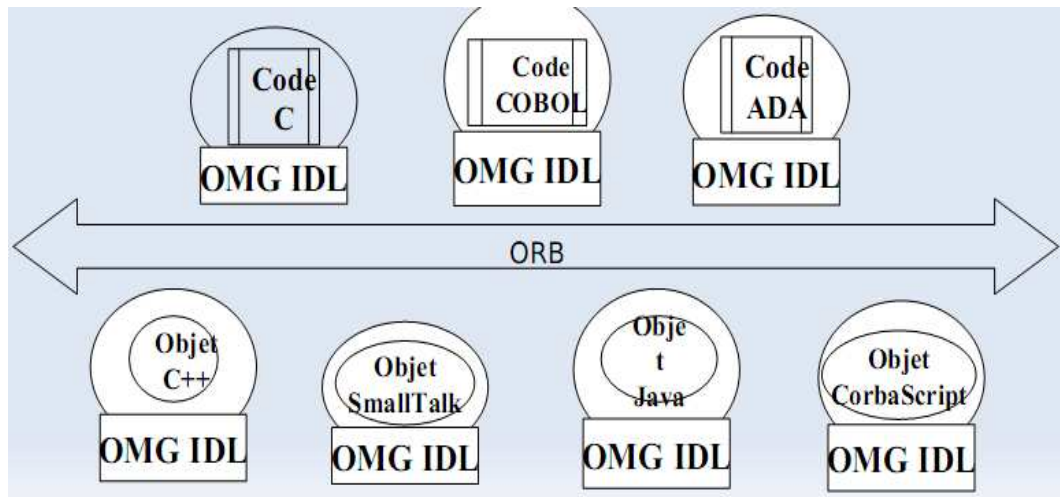 Code
C
OMG IDL
Code
COBOL
OMG IDL
Code
ADA
OMG IDL
ORB
Objet
C++
OMG IDL
Objet
SmallTalk
OMG IDL
Obje
t
Java
OMG IDL
Objet
CorbaScript
OMG IDL